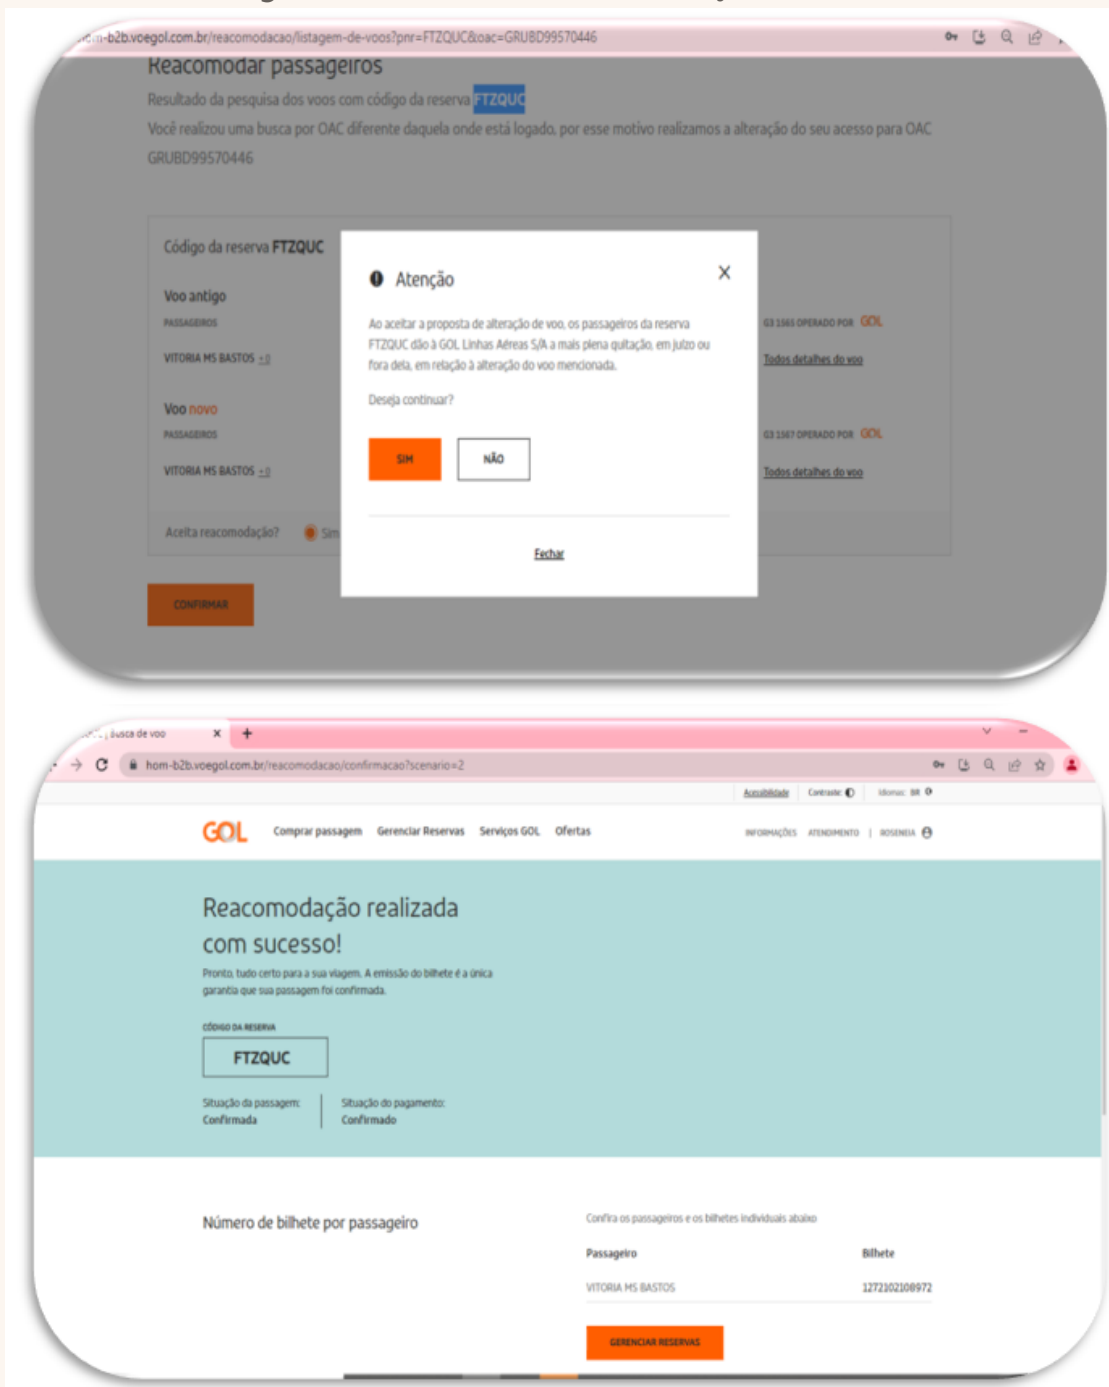 hom-b2b.voegol.com.br/reacomodacao/listagem-de-voos?pnr=FTZQUC&oac=GRUBD99570446
Reacomodar passageiros
Resultado da pesquisa dos voos com código da reserva FTZQUC
Você realizou uma busca por OAC diferente daquela onde está logado, por esse motivo realizamos a alteração do seu acesso para OAC
GRUBD99570446
Código da reserva FTZQUC
Voo antigo
PASSAGEIROS
G3 1565 OPERADO POR GOL
VITORIA MS BASTOS +0
Todos detalhes do voo
Voo novo
PASSAGEIROS
G3 1567 OPERADO POR GOL
VITORIA MS BASTOS +0
Todos detalhes do voo
Aceita reacomodação? Sim
CONFIRMAR
Atenção
X
Ao aceitar a proposta de alteração de voo, os passageiros da reserva
FTZQUC dão à GOL Linhas Aéreas S/A a mais plena quitação, em juízo ou
fora dela, em relação à alteração do voo mencionada.
Deseja continuar?
SIM NÃO
Fechar
Busca de voo
hom-b2b.voegol.com.br/reacomodacao/confirmacao?scenario=2
Acessibilidade Contraste: Idiomas: BR
GOL Comprar passagem Gerenciar Reservas Serviços GOL Ofertas INFORMAÇÕES ATENDIMENTO | ROSENEIA
Reacomodação realizada
com sucesso!
Pronto, tudo certo para a sua viagem. A emissão do bilhete é a única
garantia que sua passagem foi confirmada.
CÓDIGO DA RESERVA
FTZQUC
Situação da passagem: Situação do pagamento:
Confirmada Confirmado
Número de bilhete por passageiro
Confira os passageiros e os bilhetes individuais abaixo
Passageiro Bilhete
VITORIA MS BASTOS 1272102108972
GERENCIAR RESERVAS